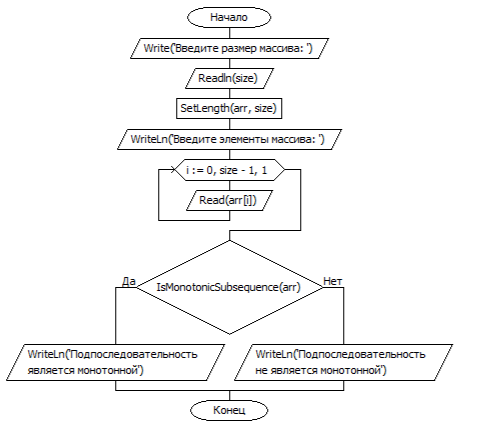 Начало
Write('Введите размер массива: ')
Readln(size)
SetLength(arr, size)
WriteLn('Введите элементы массива: ')
i := 0, size - 1, 1
Read(arr[i])
IsMonotonicSubsequence(arr)
Да
Нет
WriteLn('Подпоследовательность
является монотонной')
WriteLn('Подпоследовательность
не является монотонной')
Конец